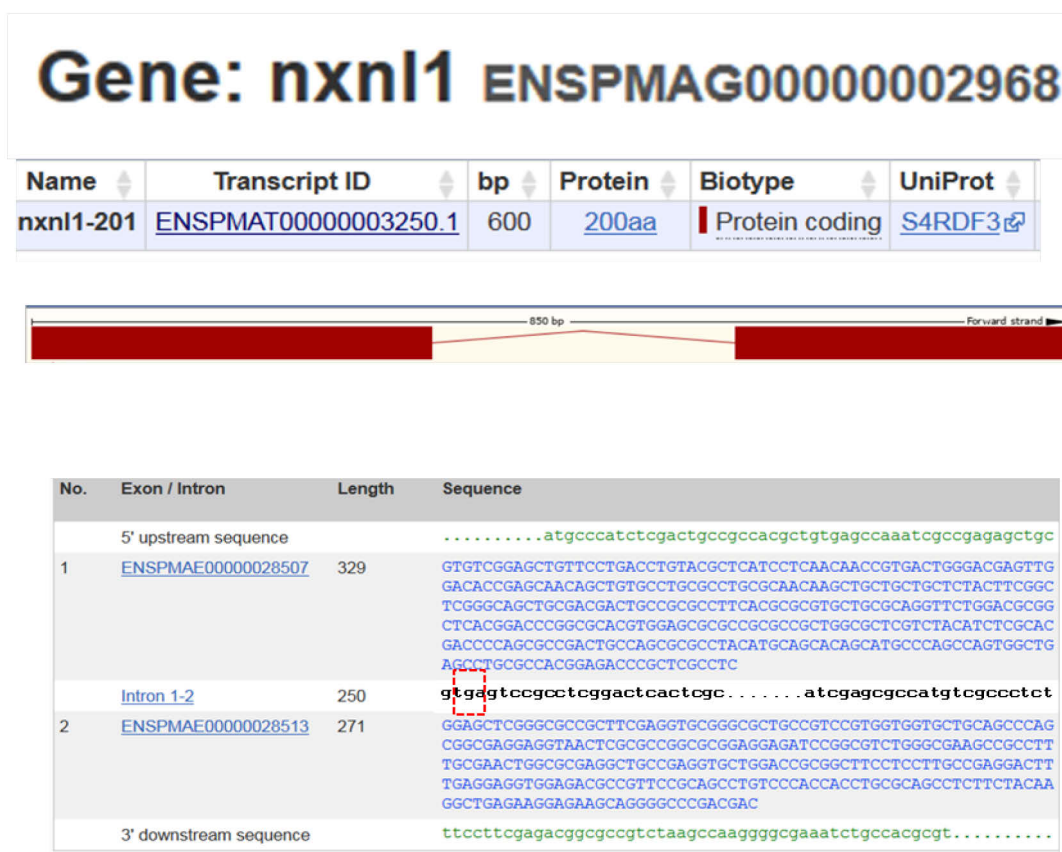 Gene: nxnl1 ENSPMAG00000002968
Name Transcript ID bp Protein Biotype UniProt
nxnl1-201 ENSPMAT00000003250.1 600 200aa Protein coding S4RDF3
850 bp Forward strand
No. Exon / Intron Length Sequence
5' upstream sequence ..........atgcccatctcgactgccgccacgctgtgagccaaatcgccgagagctgc
1 ENSPMAE00000028507 329 GTGTCGGAGCTGTTCCTGACCTGTACGCTCATCCTCAACAACCGTGACTGGGACGAGTTG
GACACCGAGCAACAGCTGTGCCTGCGCCTGCGCAACAAGCTGCTGCTGCTCTACTTCGGC
TCGGGCAGCTGCGACGACTGCCGCGCCTTCACGCGCGTGCTGCGCAGGTTCTGGACGCGG
CTCACGGACCCGGCGCACGTGGAGCGCGCCGCGCCGCTGGCGCTCGTCTACATCTCGCAC
GACCCCAGCGCCGACTGCCAGCGCGCCTACATGCAGCACAGCATGCCCAGCCAGTGGCTG
AGCCTGCGCCACGGAGACCCGCTCGCCTC
Intron 1-2 250 gtgagtccgcctcggactcactcgc.......atcgagcgccatgtcgccctct
2 ENSPMAE00000028513 271 GGAGCTCGGGCGCCGCTTCGAGGTGCGGGCGCTGCCGTCCGTGGTGGTGCTGCAGCCCAG
CGGCGAGGAGGTAACTCGCGCCGGCGCGGAGGAGATCCGGCGTCTGGGCGAAGCCGCCTT
TGCGAACTGGCGCGAGGCTGCCGAGGTGCTGGACCGCGGCTTCCTCCTTGCCGAGGACTT
TGAGGAGGTGGAGACGCCGTTCCGCAGCCTGTCCCACCACCTGCGCAGCCTCTTCTACAA
GGCTGAGAAGGAGAAGCAGGGGCCCGACGAC
3' downstream sequence ttccttcgagacggcgccgtctaagccaaggggcgaaatctgccacgcgt..........